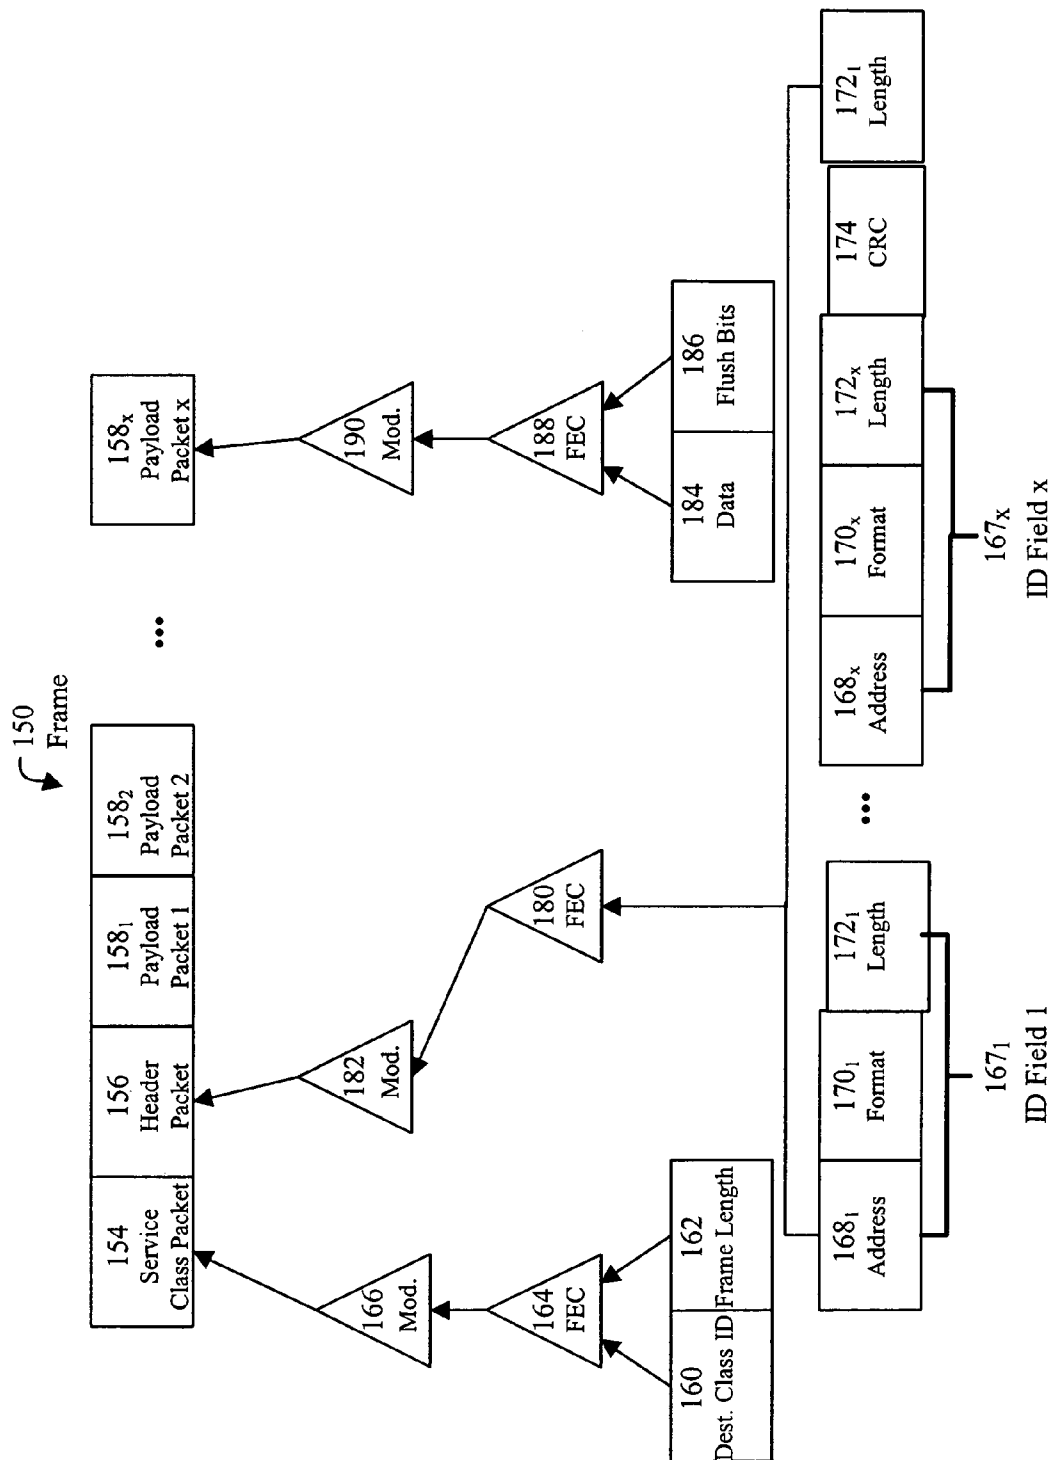 150
Frame
154
Service
Class Packet
156
Header
Packet
158₁
Payload
Packet 1
158₂
Payload
Packet 2
•••
158ₓ
Payload
Packet x
166
Mod.
182
Mod.
190
Mod.
164
FEC
180
FEC
188
FEC
160
Dest. Class ID
162
Frame Length
184
Data
186
Flush Bits
168₁
Address
170₁
Format
172₁
Length
•••
168ₓ
Address
170ₓ
Format
172ₓ
Length
174
CRC
172₁
Length
167₁
ID Field 1
167ₓ
ID Field x